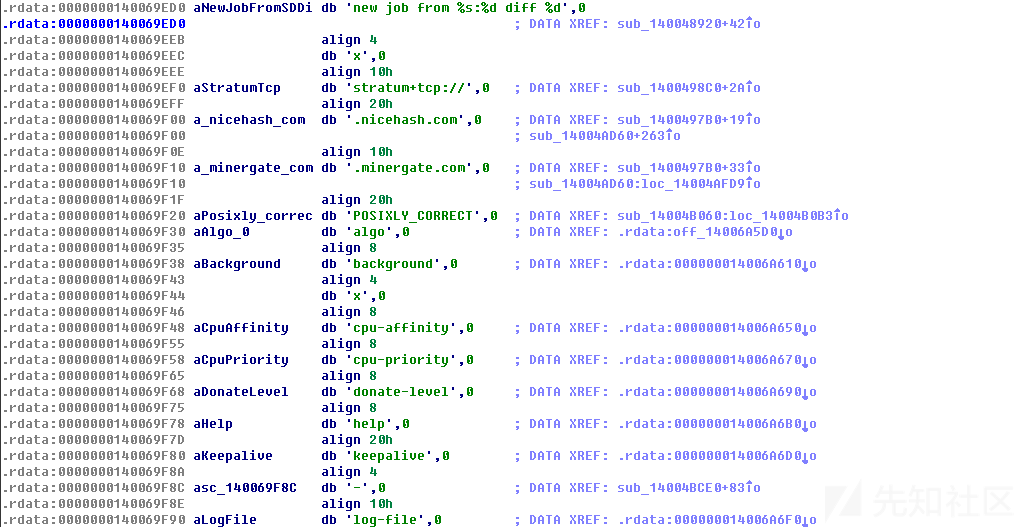 .rdata:0000000140069ED0 aNewJobFromSDDi db 'new job from %s:%d diff %d',0
.rdata:0000000140069ED0 ; DATA XREF: sub_140048920+42↑o
.rdata:0000000140069EEB align 4
.rdata:0000000140069EEC db 'x',0
.rdata:0000000140069EEE align 10h
.rdata:0000000140069EF0 aStratumTcp db 'stratum+tcp://',0 ; DATA XREF: sub_1400498C0+2A↑o
.rdata:0000000140069EFF align 20h
.rdata:0000000140069F00 a_nicehash_com db '.nicehash.com',0 ; DATA XREF: sub_1400497B0+19↑o
.rdata:0000000140069F00 ; sub_14004AD60+263↑o
.rdata:0000000140069F0E align 10h
.rdata:0000000140069F10 a_minergate_com db '.minergate.com',0 ; DATA XREF: sub_1400497B0+33↑o
.rdata:0000000140069F10 ; sub_14004AD60:loc_14004AFD9↑o
.rdata:0000000140069F1F align 20h
.rdata:0000000140069F20 aPosixly_correc db 'POSIXLY_CORRECT',0 ; DATA XREF: sub_14004B060:loc_14004B0B3↑o
.rdata:0000000140069F30 aAlgo_0 db 'algo',0 ; DATA XREF: .rdata:off_14006A5D0↓o
.rdata:0000000140069F35 align 8
.rdata:0000000140069F38 aBackground db 'background',0 ; DATA XREF: .rdata:000000014006A610↓o
.rdata:0000000140069F43 align 4
.rdata:0000000140069F44 db 'x',0
.rdata:0000000140069F46 align 8
.rdata:0000000140069F48 aCpuAffinity db 'cpu-affinity',0 ; DATA XREF: .rdata:000000014006A650↓o
.rdata:0000000140069F55 align 8
.rdata:0000000140069F58 aCpuPriority db 'cpu-priority',0 ; DATA XREF: .rdata:000000014006A670↓o
.rdata:0000000140069F65 align 8
.rdata:0000000140069F68 aDonateLevel db 'donate-level',0 ; DATA XREF: .rdata:000000014006A690↓o
.rdata:0000000140069F75 align 8
.rdata:0000000140069F78 aHelp db 'help',0 ; DATA XREF: .rdata:000000014006A6B0↓o
.rdata:0000000140069F7D align 20h
.rdata:0000000140069F80 aKeepalive db 'keepalive',0 ; DATA XREF: .rdata:000000014006A6D0↓o
.rdata:0000000140069F8A align 4
.rdata:0000000140069F8C asc_140069F8C db '-',0 ; DATA XREF: sub_14004BCE0+83↑o
.rdata:0000000140069F8E align 10h
.rdata:0000000140069F90 aLogFile db 'log-file',0 ; DATA XREF: .rdata:000000014006A6F0↓o
先知社区